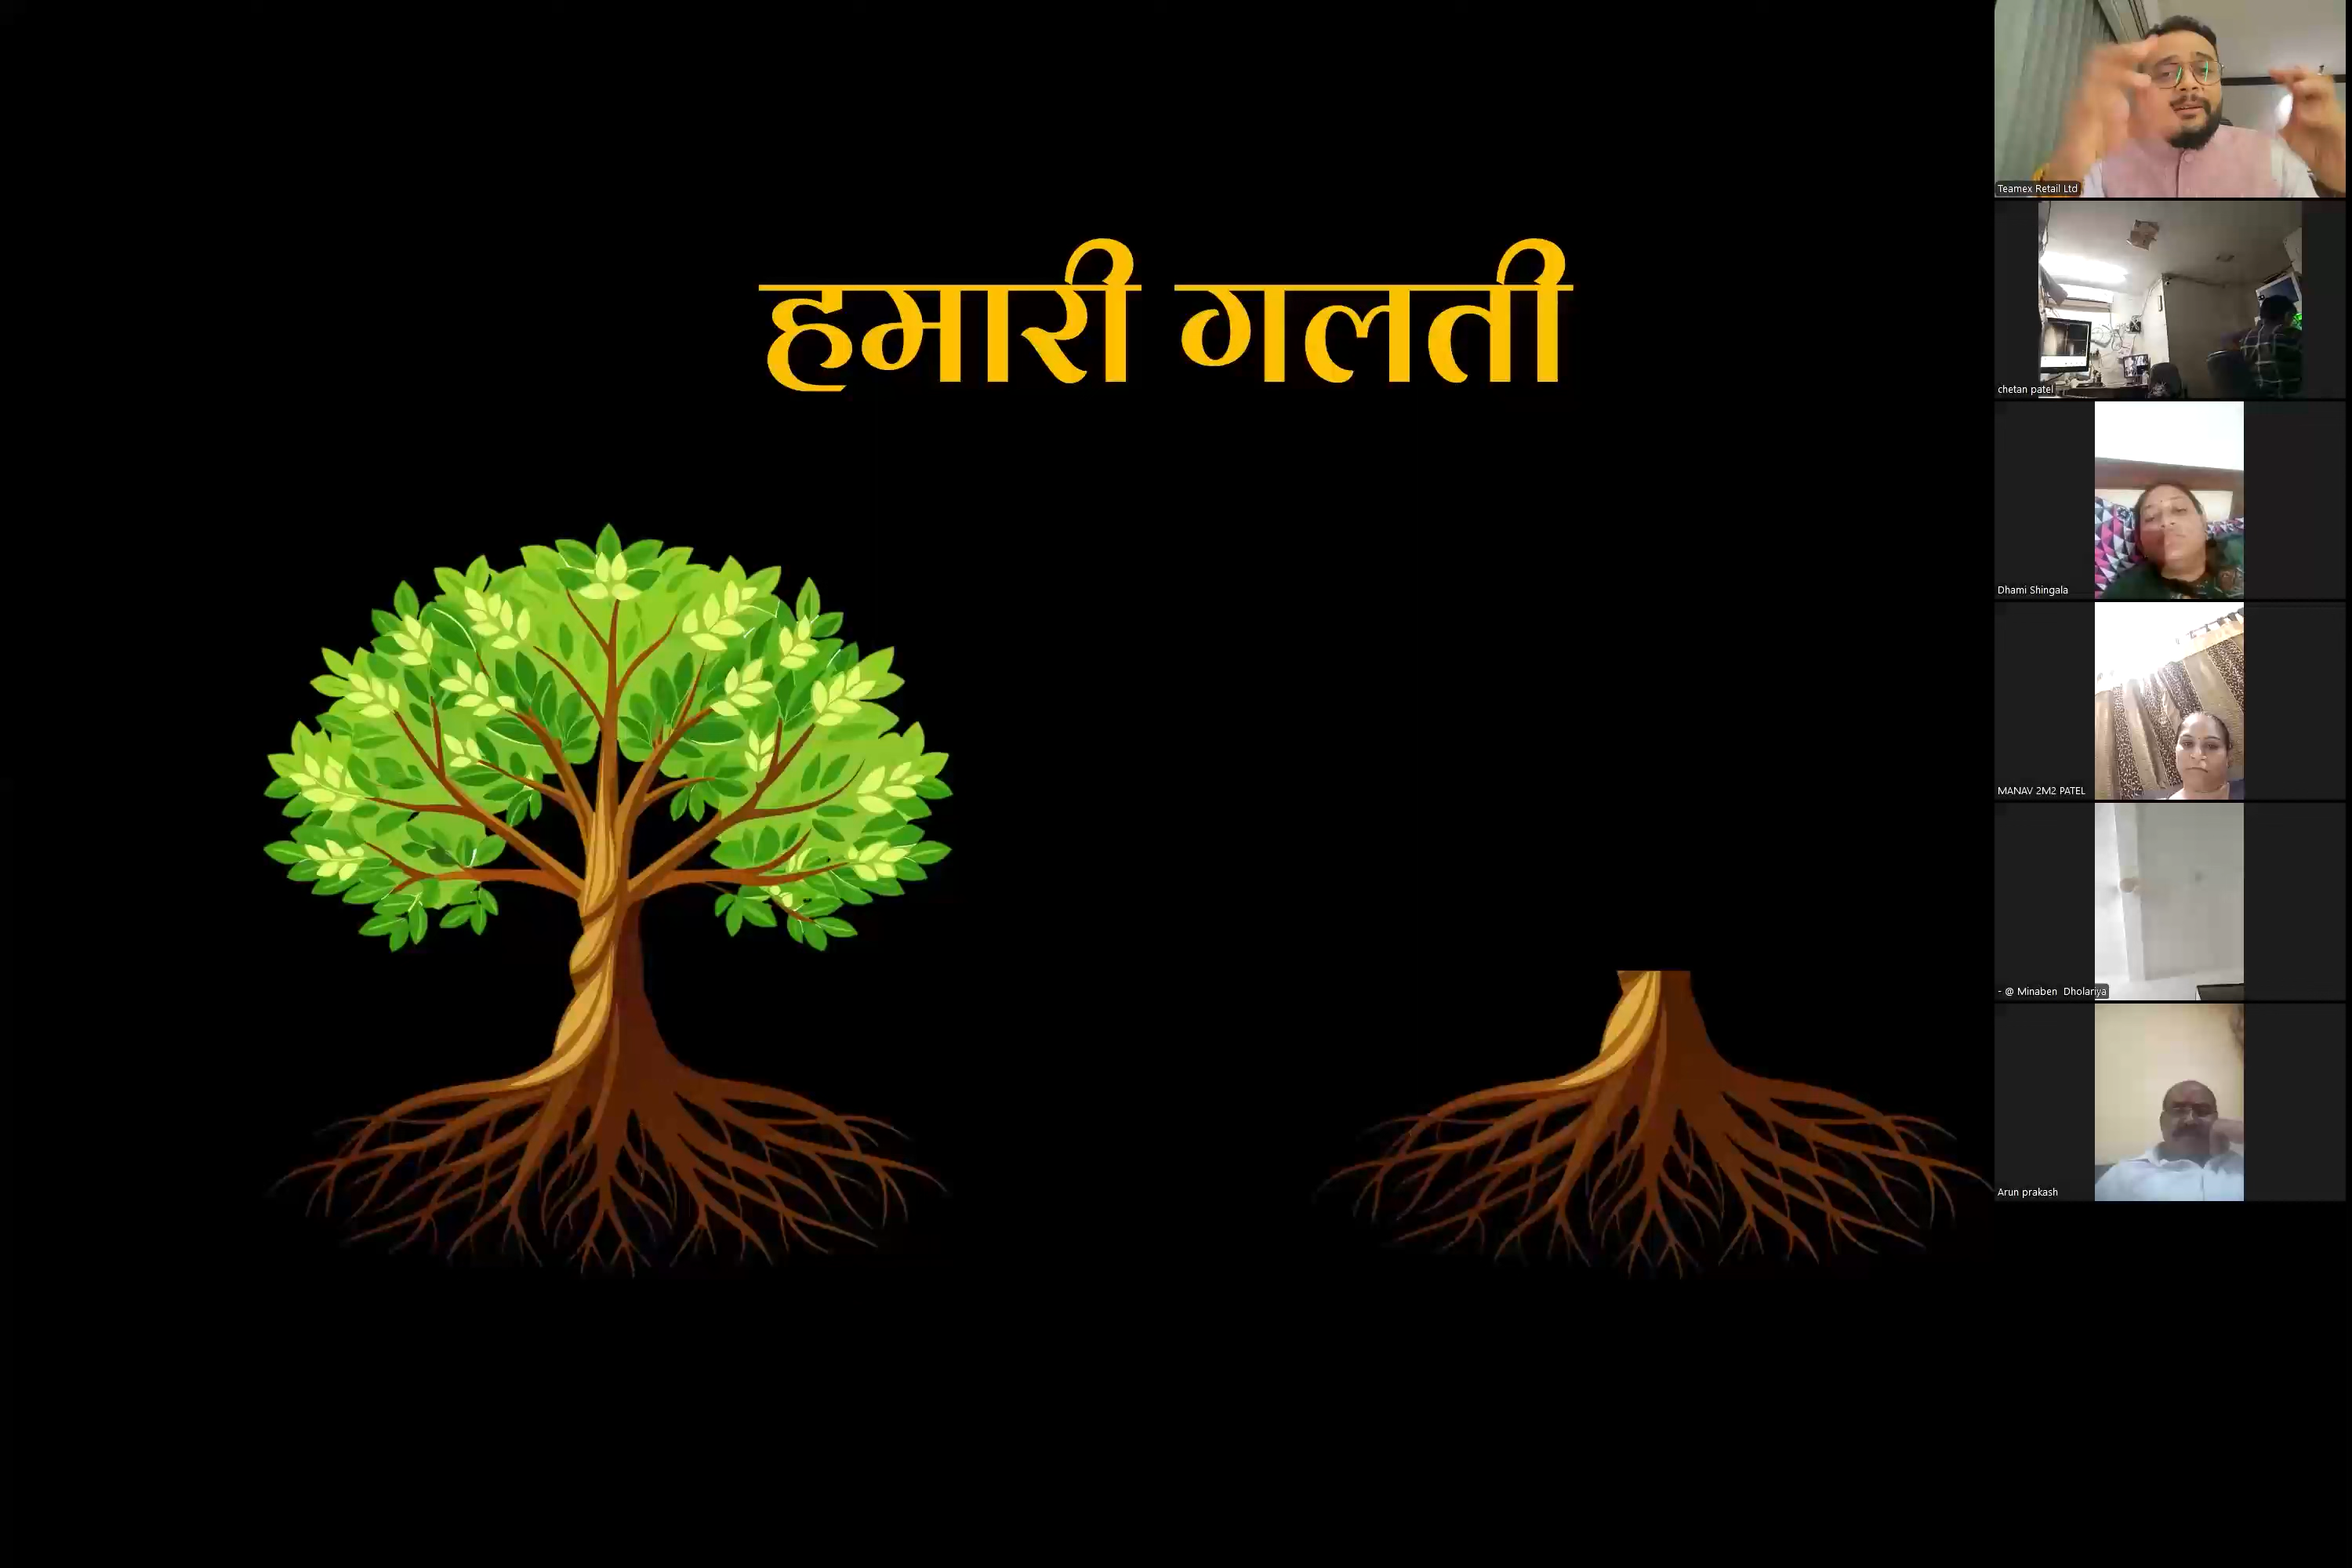 हमारी गलती
Teamex Retail Ltd
chetan patel
Dhami Shingala
MANAV 2M2 PATEL
- @ Minaben Dholariya
Arun prakash